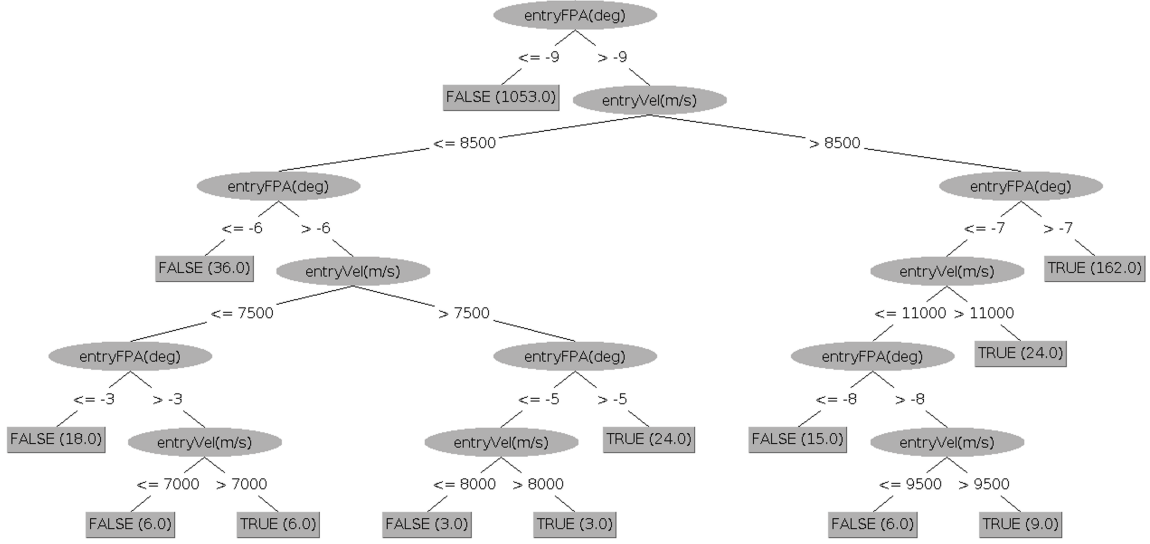 entryFPA(deg)
<= -9 > -9
FALSE (1053.0) entryVel(m/s)
<= 8500 > 8500
entryFPA(deg) entryFPA(deg)
<= -6 > -6 <= -7 > -7
FALSE (36.0) entryVel(m/s) entryVel(m/s) TRUE (162.0)
<= 7500 > 7500 <= 11000 > 11000
entryFPA(deg) entryFPA(deg) entryFPA(deg) TRUE (24.0)
<= -3 > -3 <= -5 > -5 <= -8 > -8
FALSE (18.0) entryVel(m/s) entryVel(m/s) TRUE (24.0) FALSE (15.0) entryVel(m/s)
<= 7000 > 7000 <= 8000 > 8000 <= 9500 > 9500
FALSE (6.0) TRUE (6.0) FALSE (3.0) TRUE (3.0) FALSE (6.0) TRUE (9.0)